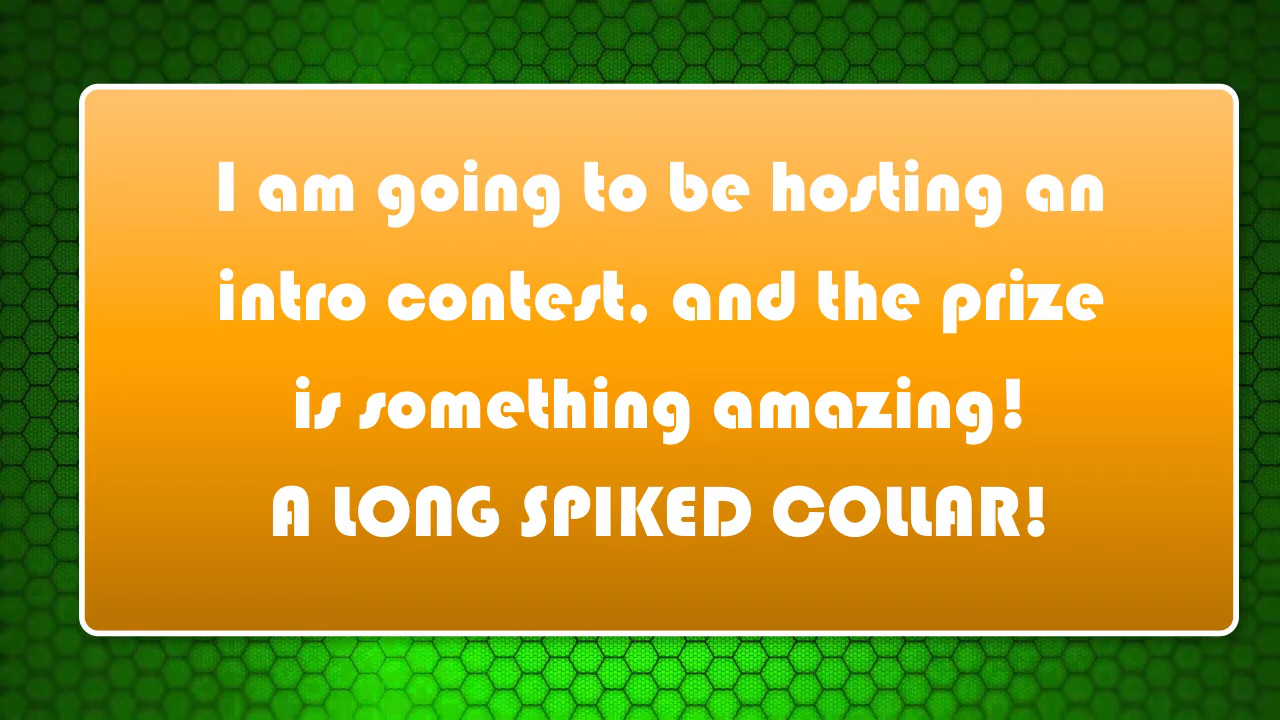 I am going to be hosting an
intro contest, and the prize
is something amazing!
A LONG SPIKED COLLAR!